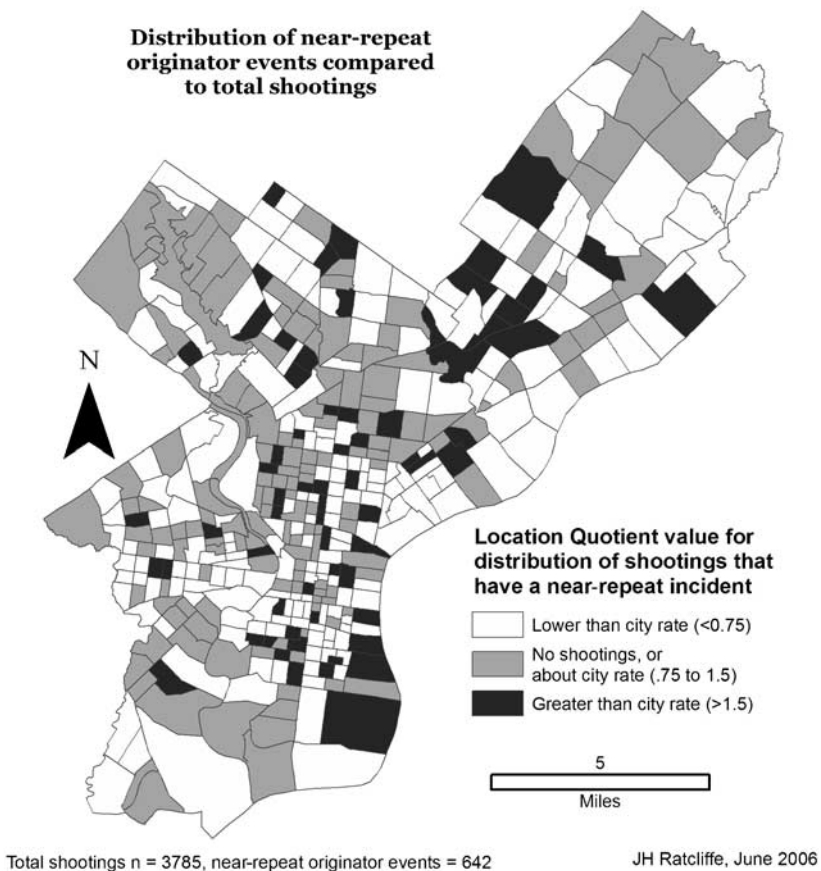 Distribution of near-repeat
originator events compared
to total shootings
N
Location Quotient value for
distribution of shootings that
have a near-repeat incident
Lower than city rate (<0.75)
No shootings, or
about city rate (.75 to 1.5)
Greater than city rate (>1.5)
5
Miles
Total shootings n = 3785, near-repeat originator events = 642
JH Ratcliffe, June 2006